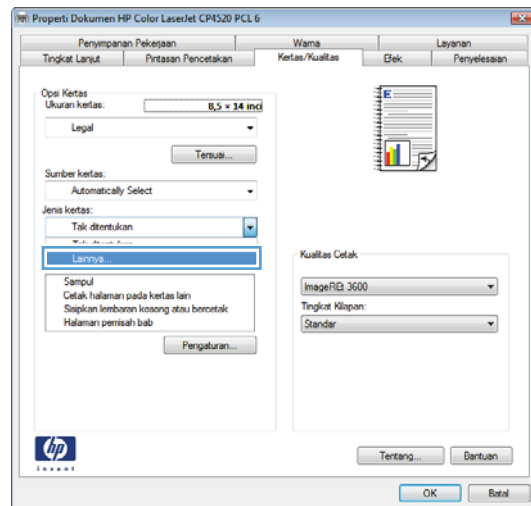 Properti Dokumen HP Color LaserJet CP4520 PCL 6
Penyimpanan Pekerjaan Warna Layanan
Tingkat Lanjut Pintasan Pencetakan Kertas/Kualitas Efek Penyelesaian
Opsi Kertas
Ukuran kertas: 8,5 × 14 inci
Legal
Tersuai...
Sumber kertas:
Automatically Select
Jenis kertas:
Tak ditentukan
Tak ditentukan
Lainnya...
Sampul
Cetak halaman pada kertas lain
Sisipkan lembaran kosong atau bercetak
Halaman pemisah bab
Pengaturan...
E
Kualitas Cetak
ImageREt 3600
Tingkat Kilapan:
Standar
hp
invent
Tentang... Bantuan
OK Batal